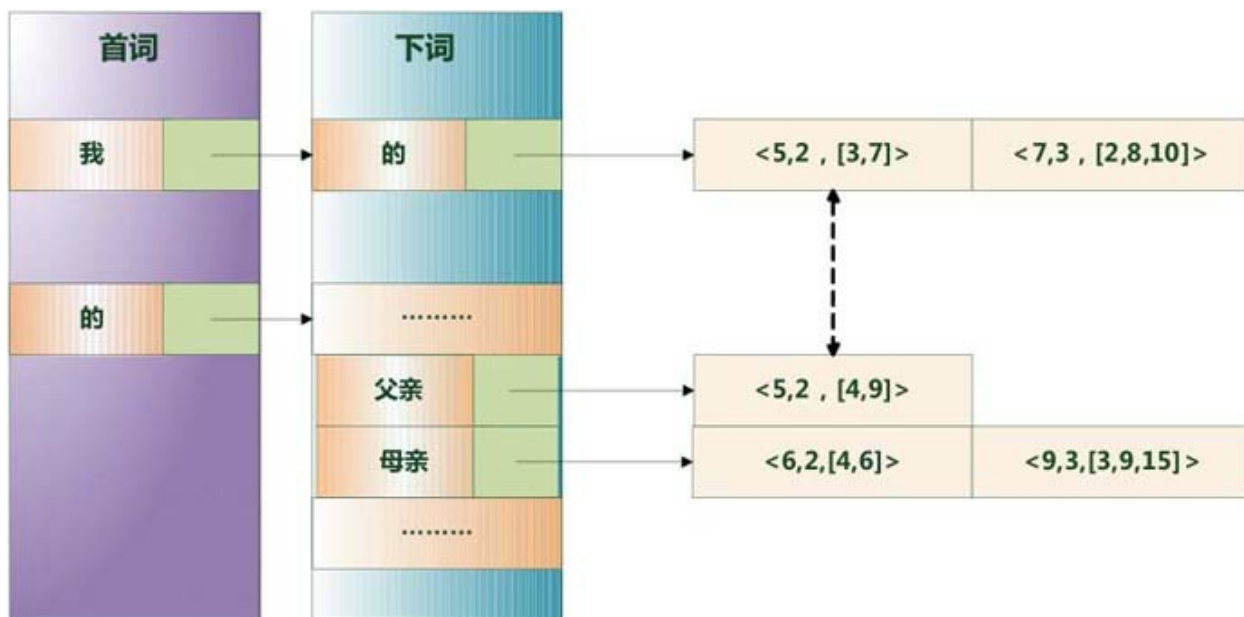 首词 下词
我 的 <5,2，[3,7]> <7,3，[2,8,10]>
的 ………
父亲 <5,2，[4,9]>
母亲 <6,2,[4,6]> <9,3,[3,9,15]>
………